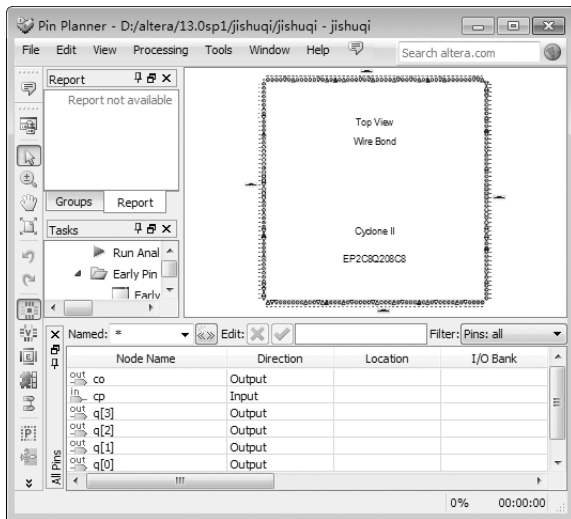 Pin Planner - D:/altera/13.0sp1/jishuqi/jishuqi - jishuqi
File Edit View Processing Tools Window Help Search altera.com
Report
Report not available
Groups Report
Tasks
Run Anal
Early Pin
Early
Top View
Wire Bond
Cyclone II
EP2C8Q208C8
Named: * Edit: Filter: Pins: all
Node Name Direction Location I/O Bank
out co Output
in cp Input
out q[3] Output
out q[2] Output
out q[1] Output
out q[0] Output
All Pins
0% 00:00:00